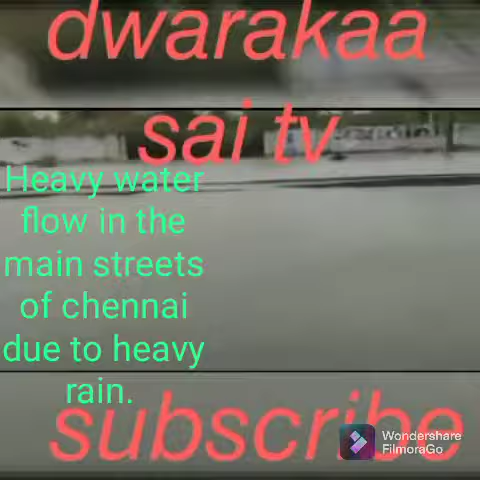 dwarakaa
sai tv
Heavy water
flow in the
main streets
of chennai
due to heavy
rain.
subscribe
Wondershare
FilmoraGo